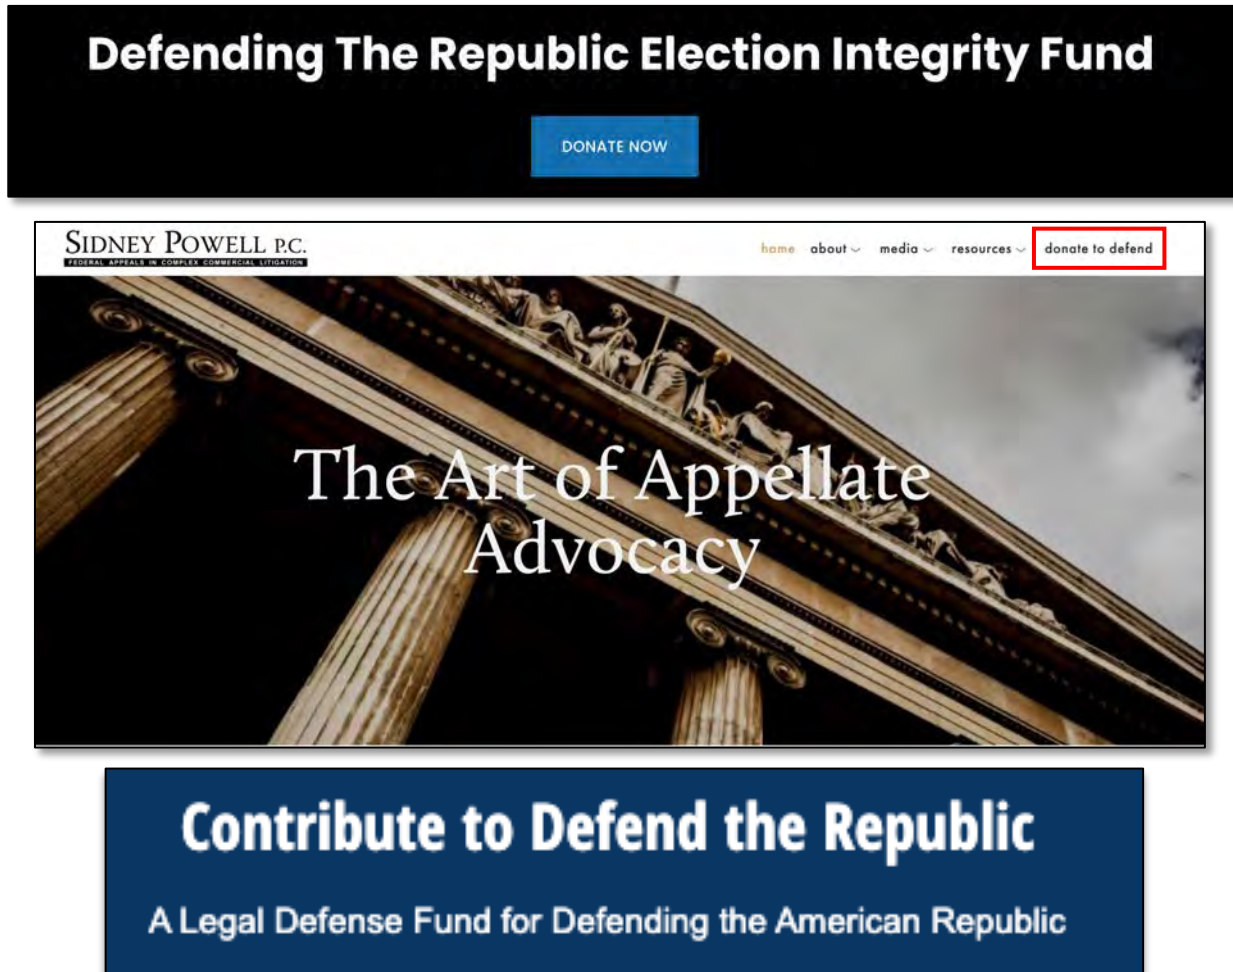 Defending The Republic Election Integrity Fund
DONATE NOW
SIDNEY POWELL P.C.
FEDERAL APPEALS IN COMPLEX COMMERCIAL LITIGATION
home about media resources donate to defend
The Art of Appellate
Advocacy
Contribute to Defend the Republic
A Legal Defense Fund for Defending the American Republic